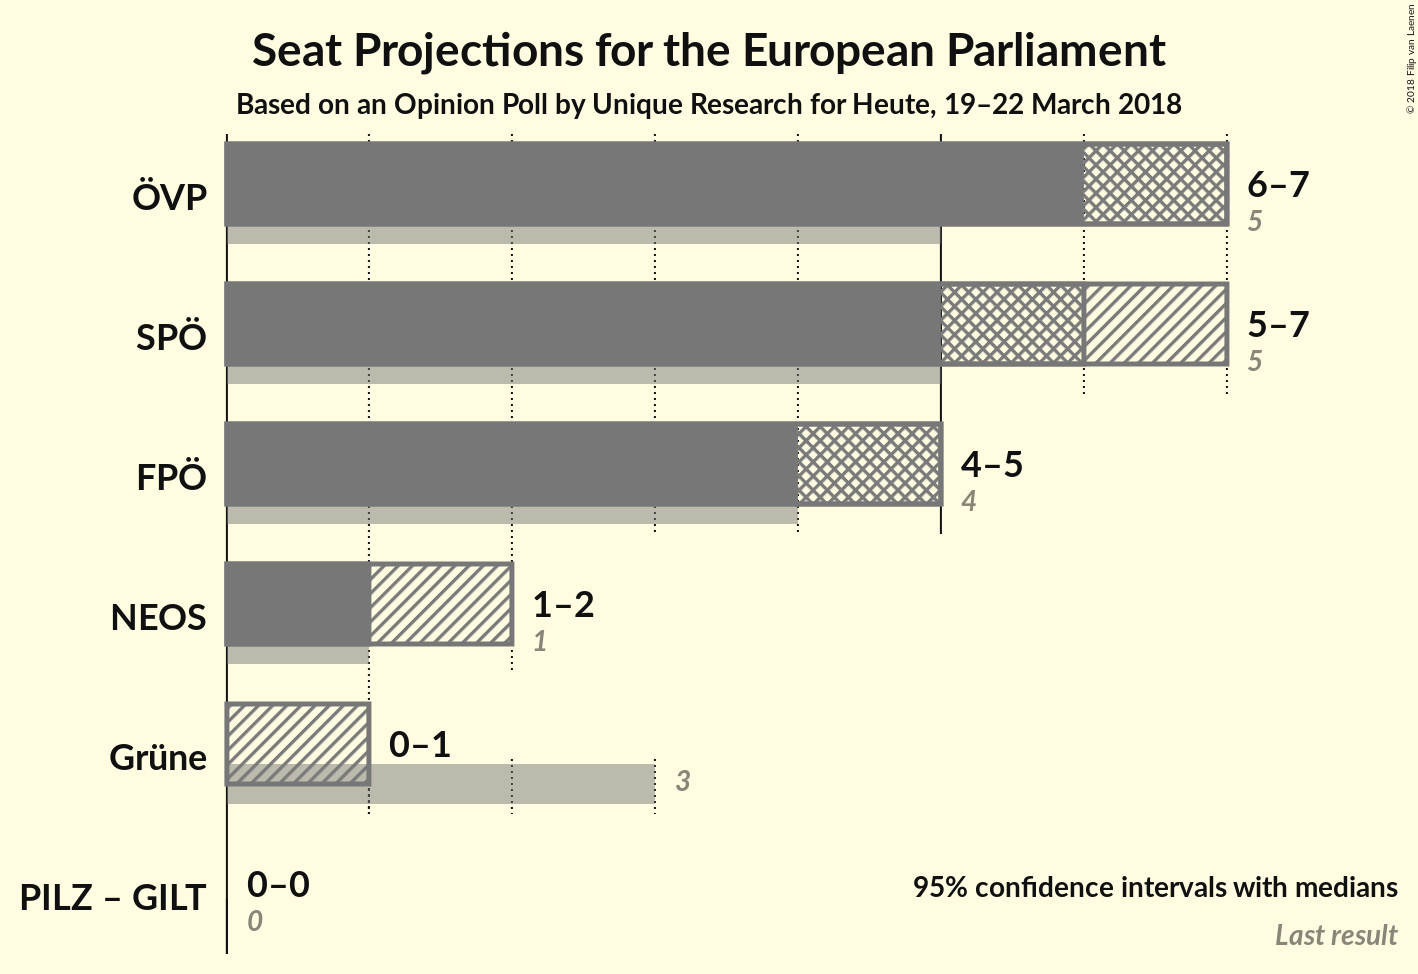 Seat Projections for the European Parliament
Based on an Opinion Poll by Unique Research for Heute, 19–22 March 2018
© 2018 Filip van Laenen
ÖVP
6–7
5
SPÖ
5–7
5
FPÖ
4–5
4
NEOS
1–2
1
Grüne
0–1
3
PILZ – GILT
0–0
0
95% confidence intervals with medians
Last result